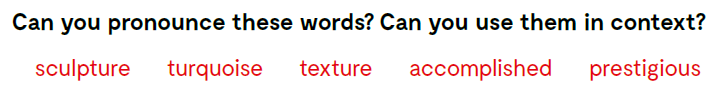 Can you pronounce these words? Can you use them in context?
sculpture turquoise texture accomplished prestigious